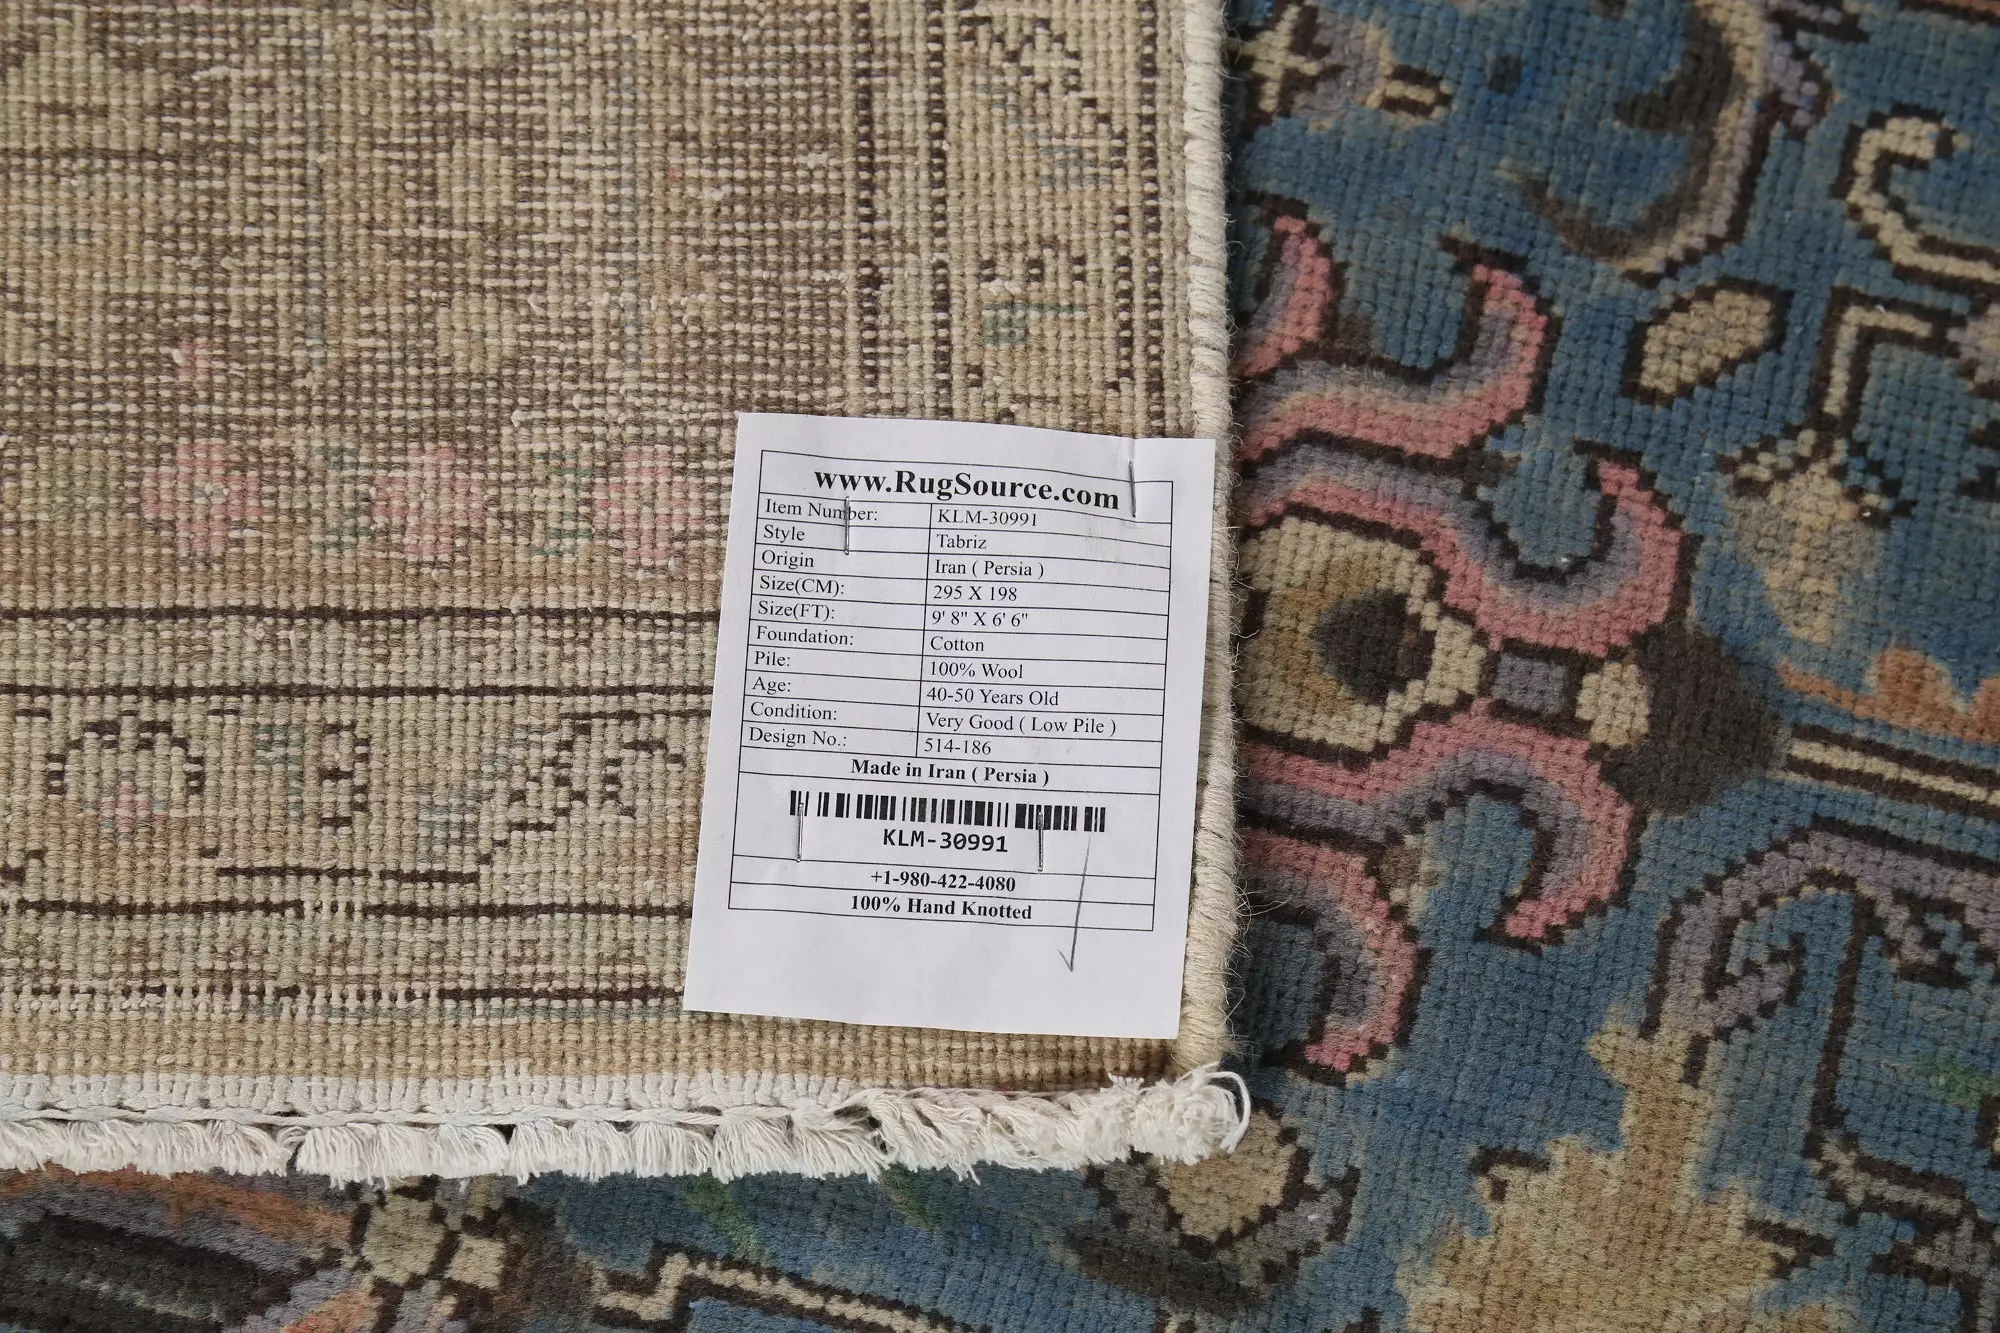 www.RugSource.com
Item Number: KLM-30991
Style Tabriz
Origin Iran ( Persia )
Size(CM): 295 X 198
Size(FT): 9' 8" X 6' 6"
Foundation: Cotton
Pile: 100% Wool
Age: 40-50 Years Old
Condition: Very Good ( Low Pile )
Design No.: 514-186
Made in Iran ( Persia )
KLM-30991
+1-980-422-4080
100% Hand Knotted